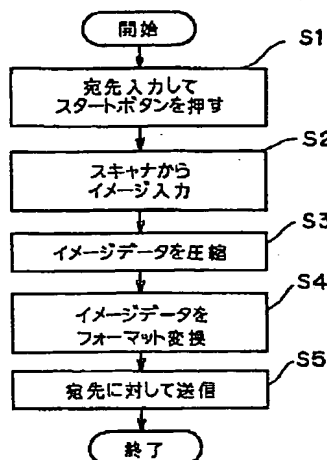 開始
S1
宛先入力して
スタートボタンを押す
S2
スキャナから
イメージ入力
S3
イメージデータを圧縮
S4
イメージデータを
フォーマット変換
S5
宛先に対して送信
終了